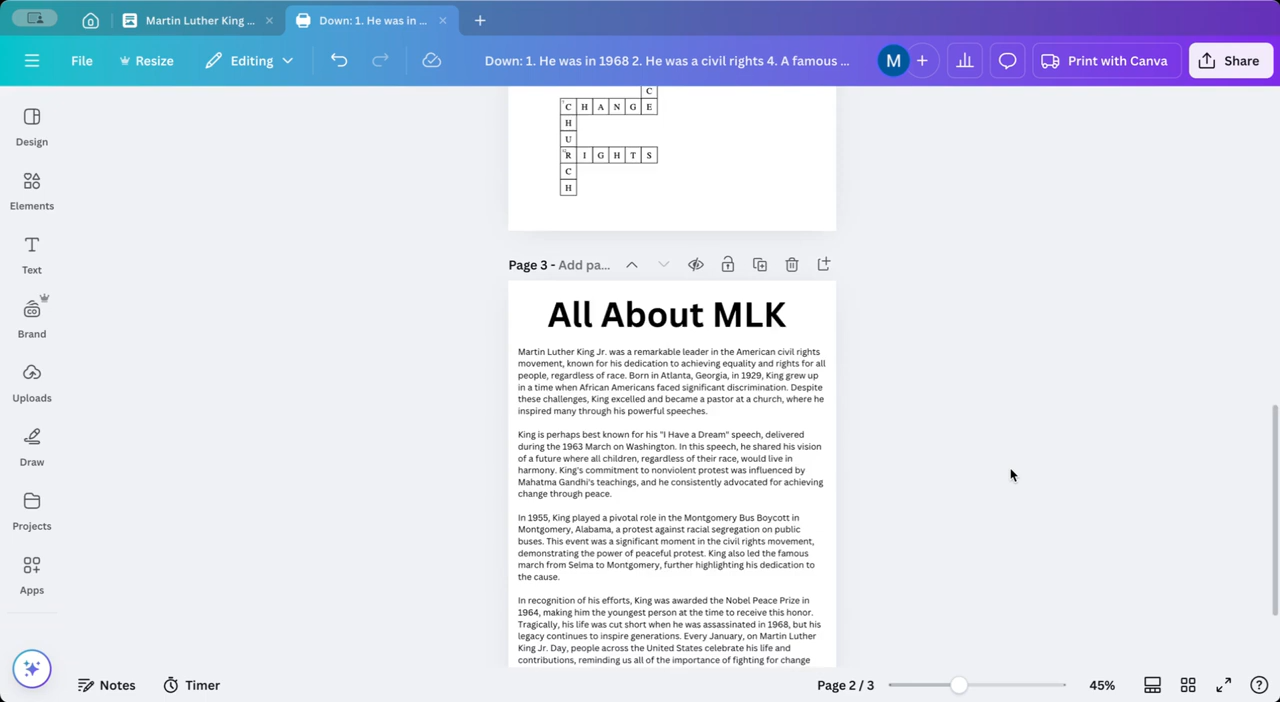 Martin Luther King ...
Down: 1. He was in ...
File
Resize
Editing
Down: 1. He was in 1968 2. He was a civil rights 4. A famous ...
M
Print with Canva
Share
Design
Elements
Text
Brand
Uploads
Draw
Projects
Apps
C
C H A N G E
H
U
R I G H T S
C
H
Page 3 - Add pa...
All About MLK
Martin Luther King Jr. was a remarkable leader in the American civil rights
movement, known for his dedication to achieving equality and rights for all
people, regardless of race. Born in Atlanta, Georgia, in 1929, King grew up
in a time when African Americans faced significant discrimination. Despite
these challenges, King excelled and became a pastor at a church, where he
inspired many through his powerful speeches.
King is perhaps best known for his "I Have a Dream" speech, delivered
during the 1963 March on Washington. In this speech, he shared his vision
of a future where all children, regardless of their race, would live in
harmony. King's commitment to nonviolent protest was influenced by
Mahatma Gandhi's teachings, and he consistently advocated for achieving
change through peace.
In 1955, King played a pivotal role in the Montgomery Bus Boycott in
Montgomery, Alabama, a protest against racial segregation on public
buses. This event was a significant moment in the civil rights movement,
demonstrating the power of peaceful protest. King also led the famous
march from Selma to Montgomery, further highlighting his dedication to
the cause.
In recognition of his efforts, King was awarded the Nobel Peace Prize in
1964, making him the youngest person at the time to receive this honor.
Tragically, his life was cut short when he was assassinated in 1968, but his
legacy continues to inspire generations. Every January, on Martin Luther
King Jr. Day, people across the United States celebrate his life and
contributions, reminding us all of the importance of fighting for change
Notes
Timer
Page 2 / 3
45%